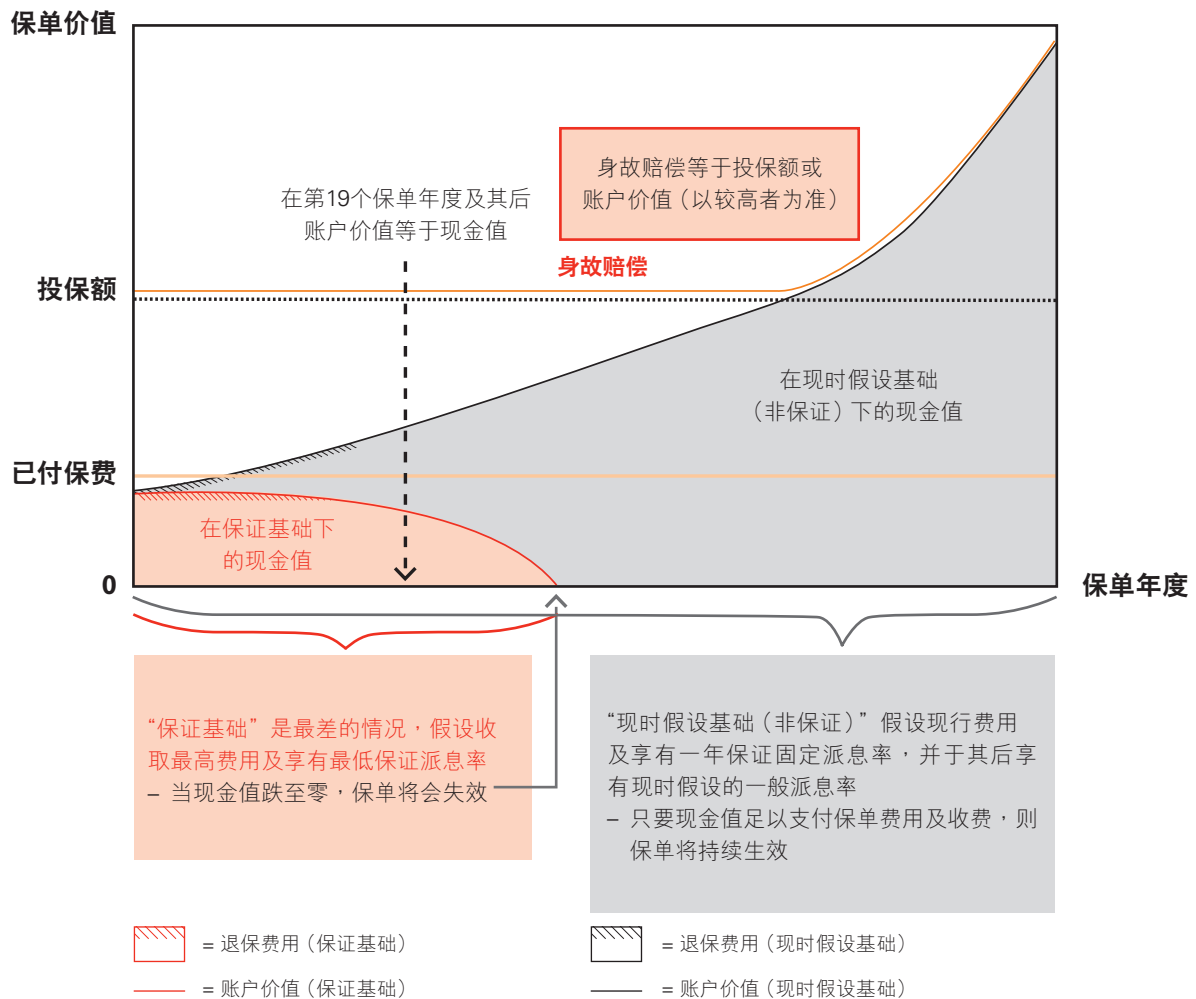 保单价值
在第19个保单年度及其后
账户价值等于现金值
身故赔偿等于投保额或
账户价值（以较高者为准）
身故赔偿
投保额
在现时假设基础
（非保证）下的现金值
已付保费
在保证基础下
的现金值
0
保单年度
“保证基础”是最差的情况，假设收
取最高费用及享有最低保证派息率
– 当现金值跌至零，保单将会失效
“现时假设基础（非保证）”假设现行费用
及享有一年保证固定派息率，并于其后享
有现时假设的一般派息率
– 只要现金值足以支付保单费用及收费，则
保单将持续生效
= 退保费用（保证基础）
= 账户价值（保证基础）
= 退保费用（现时假设基础）
= 账户价值（现时假设基础）